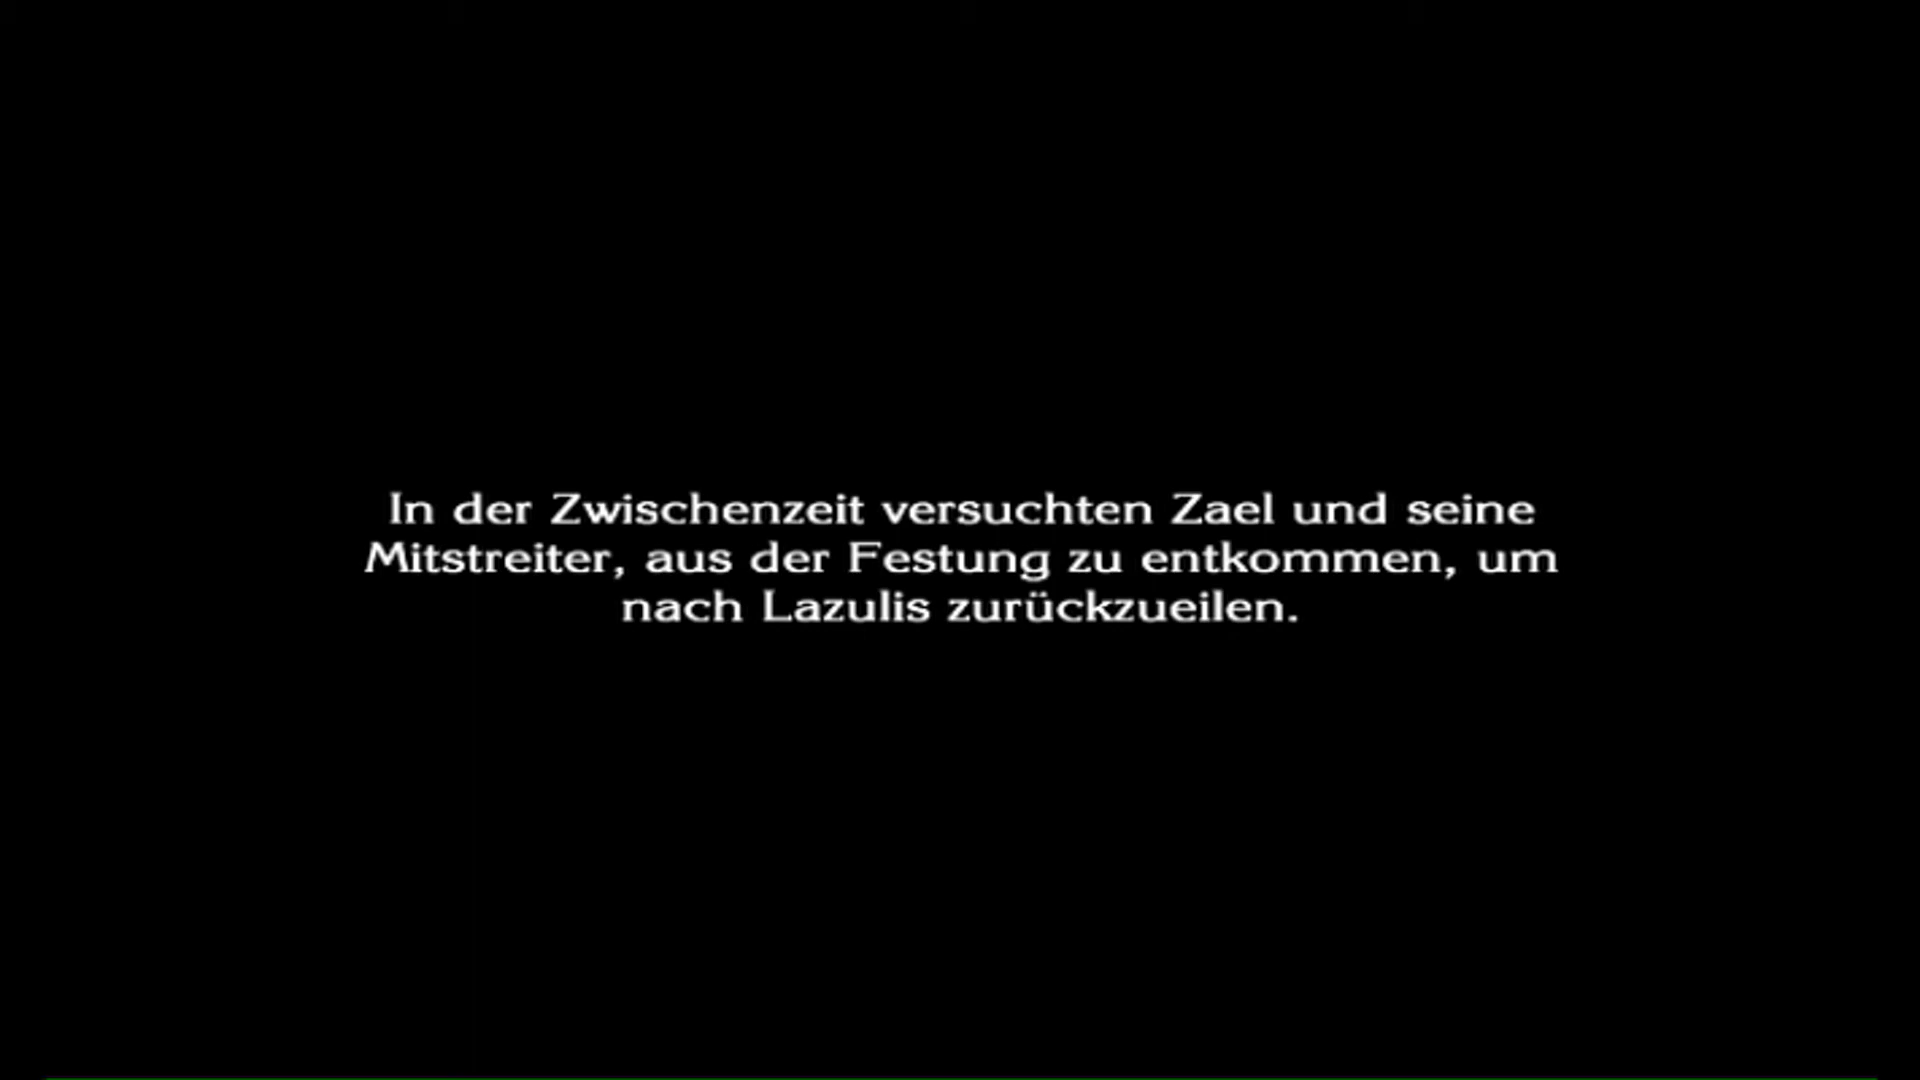 In der Zwischenzeit versuchten Zael und seine
Mitstreiter, aus der Festung zu entkommen, um
nach Lazulis zurückzueilen.